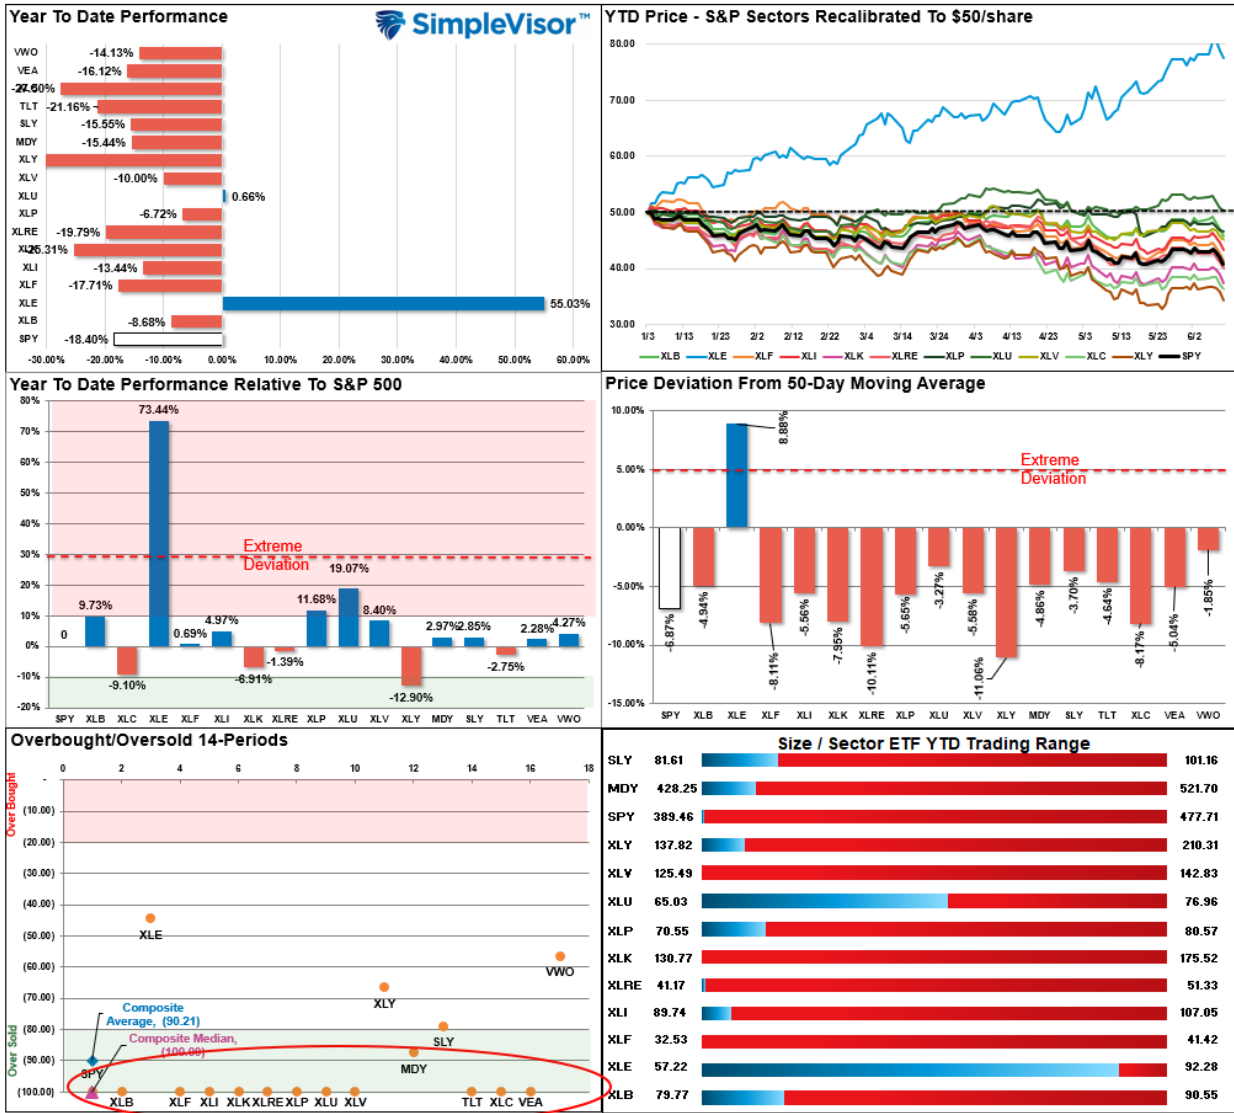 Year To Date Performance
SimpleVisor
VWO -14.13%
VEA -16.12%
TLT -21.16%
SLY -15.55%
MDY -15.44%
XLY
XLV -10.00%
XLU 0.66%
XLP -6.72%
XLRE -19.79%
XLI -13.44%
XLF -17.71%
XLE 55.03%
XLB -8.68%
SPY -18.40%
-30.00% -20.00% -10.00% 0.00% 10.00% 20.00% 30.00% 40.00% 50.00% 60.00%
YTD Price - S&P Sectors Recalibrated To $50/share
80.00
70.00
60.00
50.00
40.00
30.00
1/3 1/13 1/23 2/2 2/12 2/22 3/4 3/14 3/24 4/3 4/13 4/23 5/3 5/13 5/23 6/2
XLB XLE XLF XLI XLK XLRE XLP XLU XLV XLC XLY SPY
Year To Date Performance Relative To S&P 500
80%
70%
60%
50%
40%
30%
20%
10%
0%
-10%
-20%
73.44%
Extreme
Deviation
0 9.73% -9.10% 0.69% 4.97% -6.91% -1.39% 11.68% 19.07% 8.40% -12.90% 2.97% 2.85% -2.75% 2.28% 4.27%
SPY XLB XLC XLE XLF XLI XLK XLRE XLP XLU XLV XLY MDY SLY TLT VEA VWO
Price Deviation From 50-Day Moving Average
10.00%
5.00%
0.00%
-5.00%
-10.00%
-15.00%
Extreme
Deviation
-6.87% -4.94% 8.88% -8.11% -5.56% -7.95% -10.11% -5.65% -3.27% -5.58% -11.06% -4.86% -3.70% -4.64% -8.17% -5.04% -1.85%
SPY XLB XLE XLF XLI XLK XLRE XLP XLU XLV XLY MDY SLY TLT XLC VEA VWO
Overbought/Oversold 14-Periods
0 2 4 6 8 10 12 14 16 18
Over Bought
Over Sold
-
(10.00)
(20.00)
(30.00)
(40.00)
(50.00)
(60.00)
(70.00)
(80.00)
(90.00)
(100.00)
XLE
VWO
XLY
SLY
MDY
Composite
Average, (90.21)
Composite Median,
(100.00)
SPY
XLB XLF XLI XLK XLRE XLP XLU XLV TLT XLC VEA
Size / Sector ETF YTD Trading Range
SLY 81.61 101.16
MDY 428.25 521.70
SPY 389.46 477.71
XLY 137.82 210.31
XLV 125.49 142.83
XLU 65.03 76.96
XLP 70.55 80.57
XLK 130.77 175.52
XLRE 41.17 51.33
XLI 89.74 107.05
XLF 32.53 41.42
XLE 57.22 92.28
XLB 79.77 90.55